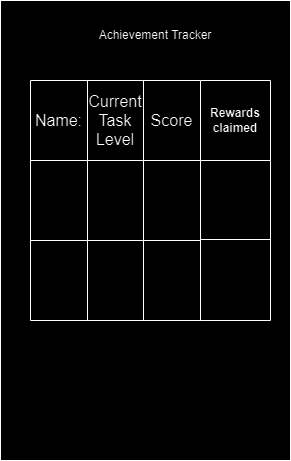 Achievement Tracker
Name:
Current
Task
Level
Score
Rewards
claimed